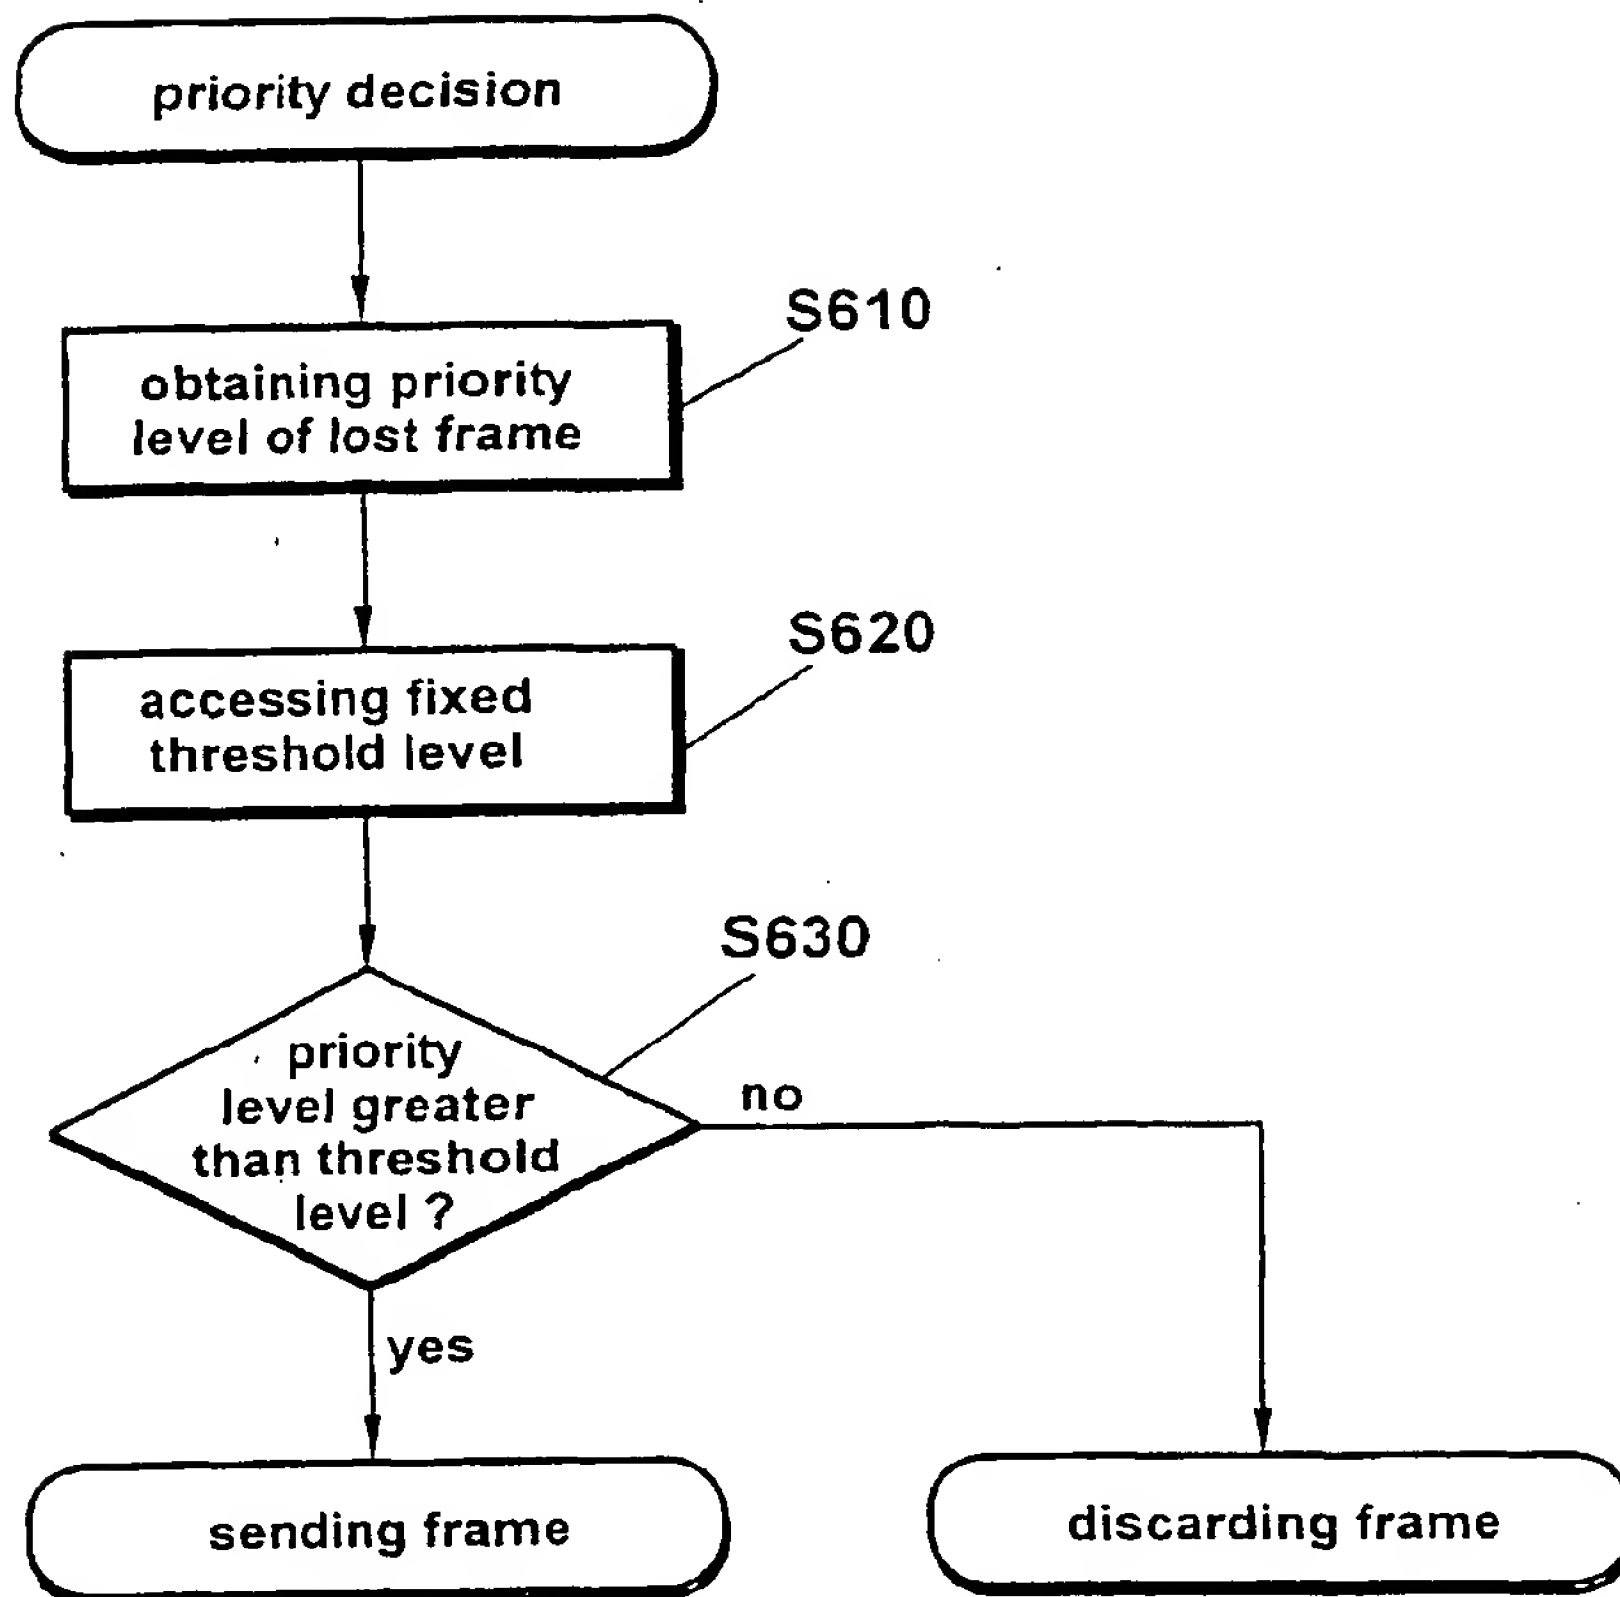 priority decision
S610
obtaining priority
level of lost frame
S620
accessing fixed
threshold level
S630
priority
level greater
than threshold
level ?
no
yes
sending frame
discarding frame